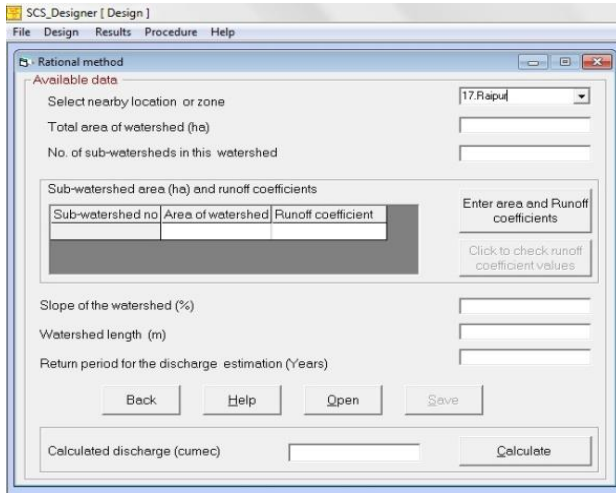 SCS_Designer [ Design ]
File Design Results Procedure Help
Rational method
Available data
Select nearby location or zone 17.Raipur
Total area of watershed (ha)
No. of sub-watersheds in this watershed
Sub-watershed area (ha) and runoff coefficients
Sub-watershed no Area of watershed Runoff coefficient
Enter area and Runoff
coefficients
Click to check runoff
coefficient values
Slope of the watershed (%)
Watershed length (m)
Return period for the discharge estimation (Years)
Back Help Open Save
Calculated discharge (cumec) Calculate